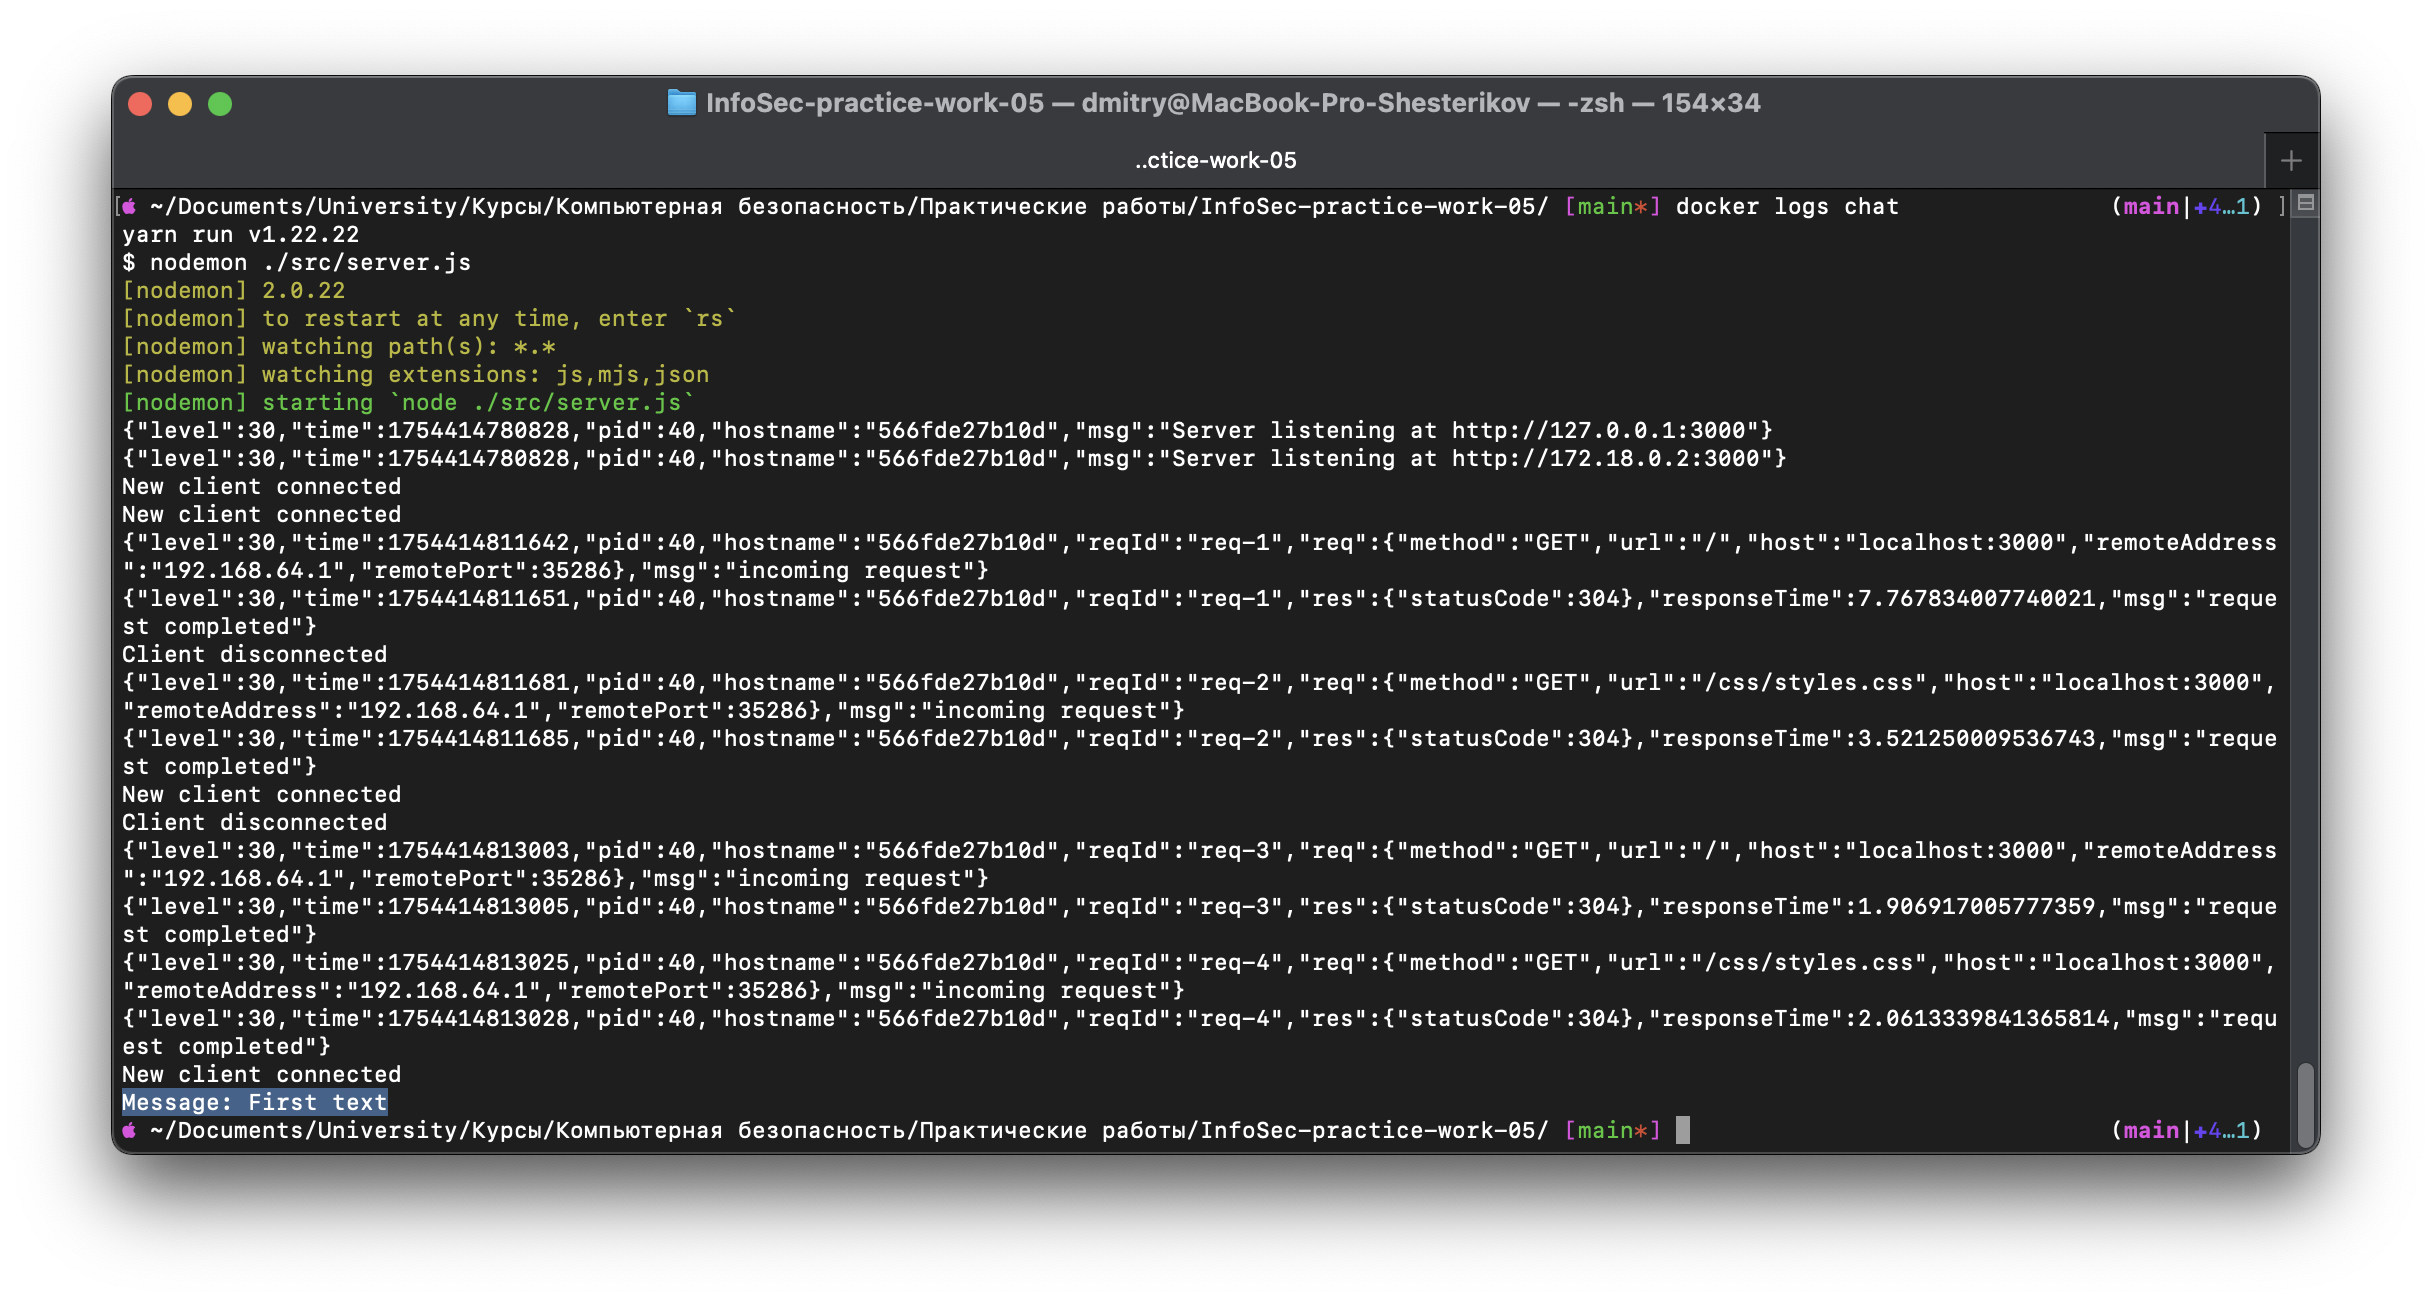 InfoSec-practice-work-05 — dmitry@MacBook-Pro-Shesterikov — -zsh — 154×34
..ctice-work-05
~/Documents/University/Курсы/Компьютерная безопасность/Практические работы/InfoSec-practice-work-05/ [main*] docker logs chat (main|+4…1)
yarn run v1.22.22
$ nodemon ./src/server.js
[nodemon] 2.0.22
[nodemon] to restart at any time, enter `rs`
[nodemon] watching path(s): *.*
[nodemon] watching extensions: js,mjs,json
[nodemon] starting `node ./src/server.js`
{"level":30,"time":1754414780828,"pid":40,"hostname":"566fde27b10d","msg":"Server listening at http://127.0.0.1:3000"}
{"level":30,"time":1754414780828,"pid":40,"hostname":"566fde27b10d","msg":"Server listening at http://172.18.0.2:3000"}
New client connected
New client connected
{"level":30,"time":1754414811642,"pid":40,"hostname":"566fde27b10d","reqId":"req-1","req":{"method":"GET","url":"/","host":"localhost:3000","remoteAddress
":"192.168.64.1","remotePort":35286},"msg":"incoming request"}
{"level":30,"time":1754414811651,"pid":40,"hostname":"566fde27b10d","reqId":"req-1","res":{"statusCode":304},"responseTime":7.767834007740021,"msg":"reque
st completed"}
Client disconnected
{"level":30,"time":1754414811681,"pid":40,"hostname":"566fde27b10d","reqId":"req-2","req":{"method":"GET","url":"/css/styles.css","host":"localhost:3000",
"remoteAddress":"192.168.64.1","remotePort":35286},"msg":"incoming request"}
{"level":30,"time":1754414811685,"pid":40,"hostname":"566fde27b10d","reqId":"req-2","res":{"statusCode":304},"responseTime":3.521250009536743,"msg":"reque
st completed"}
New client connected
Client disconnected
{"level":30,"time":1754414813003,"pid":40,"hostname":"566fde27b10d","reqId":"req-3","req":{"method":"GET","url":"/","host":"localhost:3000","remoteAddress
":"192.168.64.1","remotePort":35286},"msg":"incoming request"}
{"level":30,"time":1754414813005,"pid":40,"hostname":"566fde27b10d","reqId":"req-3","res":{"statusCode":304},"responseTime":1.906917005777359,"msg":"reque
st completed"}
{"level":30,"time":1754414813025,"pid":40,"hostname":"566fde27b10d","reqId":"req-4","req":{"method":"GET","url":"/css/styles.css","host":"localhost:3000",
"remoteAddress":"192.168.64.1","remotePort":35286},"msg":"incoming request"}
{"level":30,"time":1754414813028,"pid":40,"hostname":"566fde27b10d","reqId":"req-4","res":{"statusCode":304},"responseTime":2.0613339841365814,"msg":"requ
est completed"}
New client connected
Message: First text
~/Documents/University/Курсы/Компьютерная безопасность/Практические работы/InfoSec-practice-work-05/ [main*] (main|+4…1)